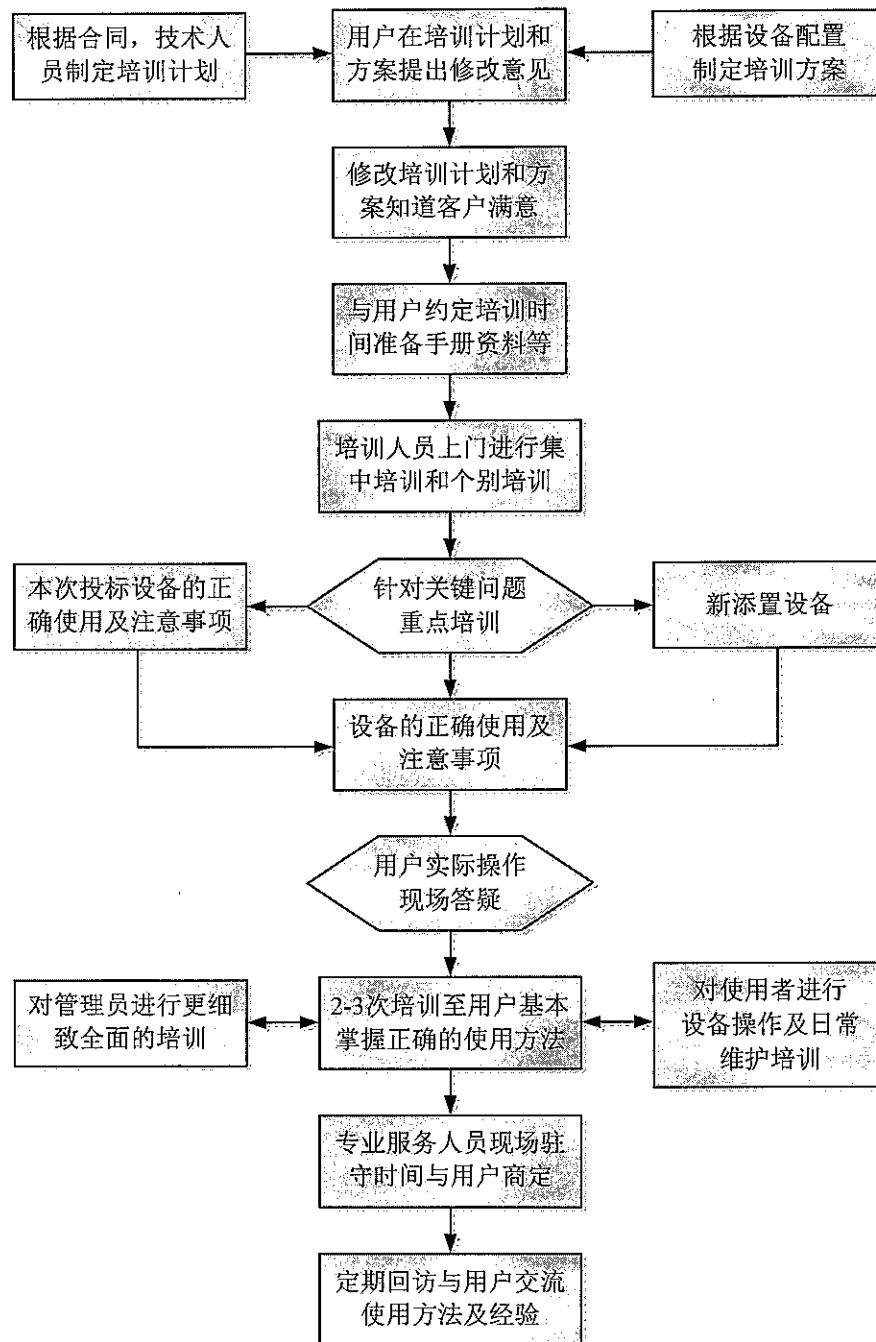 根据合同，技术人
员制定培训计划
用户在培训计划和
方案提出修改意见
根据设备配置
制定培训方案
修改培训计划和方
案知道客户满意
与用户约定培训时
间准备手册资料等
培训人员上门进行集
中培训和个别培训
本次投标设备的正
确使用及注意事项
针对关键问题
重点培训
新添置设备
设备的正确使用及
注意事项
用户实际操作
现场答疑
对管理员进行更细
致全面的培训
2-3次培训至用户基本
掌握正确的使用方法
对使用者进行
设备操作及日常
维护培训
专业服务人员现场驻
守时间与用户商定
定期回访与用户交流
使用方法及经验